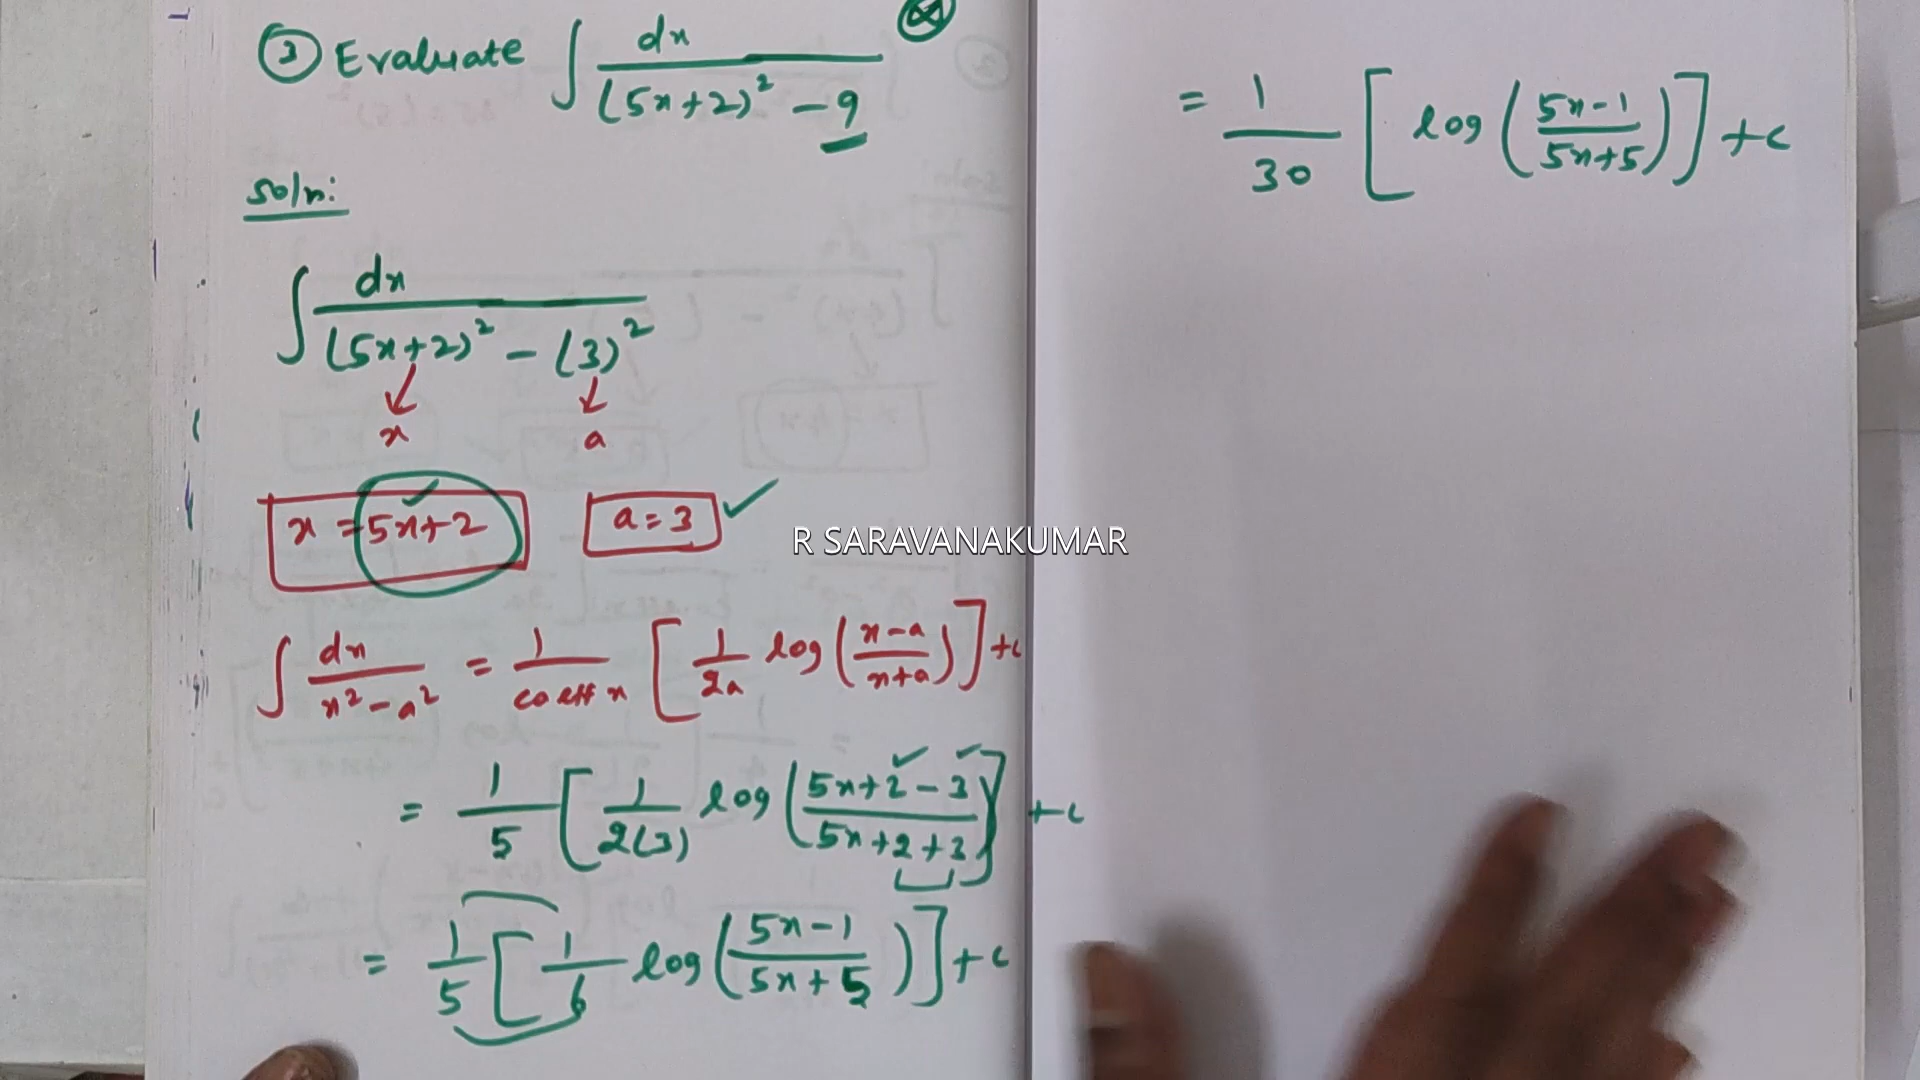 ③ Evaluate ∫ dx / (5x+2)² - 9
Soln:
∫ dx / (5x+2)² - (3)²
x a
x = 5x+2 a = 3
∫ dx / x² - a² = 1 / coeff x [ 1/2a log ( x-a / x+a ) ] + c
= 1/5 [ 1/2(3) log ( 5x+2-3 / 5x+2+3 ) ] + c
= 1/5 [ 1/6 log ( 5x-1 / 5x+5 ) ] + c
= 1/30 [ log ( 5x-1 / 5x+5 ) ] + c
R SARAVANAKUMAR